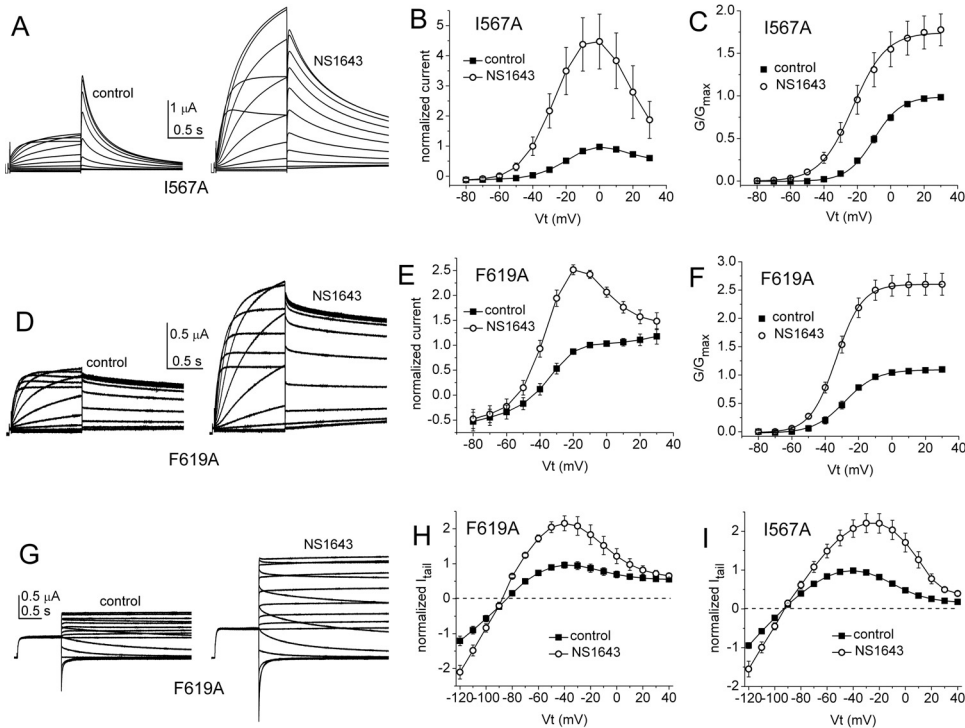 A
control
NS1643
1 µA
0.5 s
I567A
B
I567A
control
NS1643
normalized current
5
4
3
2
1
0
-80 -60 -40 -20 0 20 40
Vt (mV)
C
I567A
control
NS1643
G/Gmax
2.0
1.5
1.0
0.5
0.0
-80 -60 -40 -20 0 20 40
Vt (mV)
D
control
NS1643
0.5 µA
0.5 s
F619A
E
F619A
control
NS1643
normalized current
2.5
2.0
1.5
1.0
0.5
0.0
-0.5
-80 -60 -40 -20 0 20 40
Vt (mV)
F
F619A
control
NS1643
G/Gmax
3.0
2.5
2.0
1.5
1.0
0.5
0.0
-80 -60 -40 -20 0 20 40
Vt (mV)
G
0.5 µA
0.5 s
control
NS1643
F619A
H
F619A
control
NS1643
normalized Itail
2
1
0
-1
-2
-120 -100 -80 -60 -40 -20 0 20 40
Vt (mV)
I
I567A
control
NS1643
normalized Itail
2
1
0
-1
-2
-120 -100 -80 -60 -40 -20 0 20 40
Vt (mV)